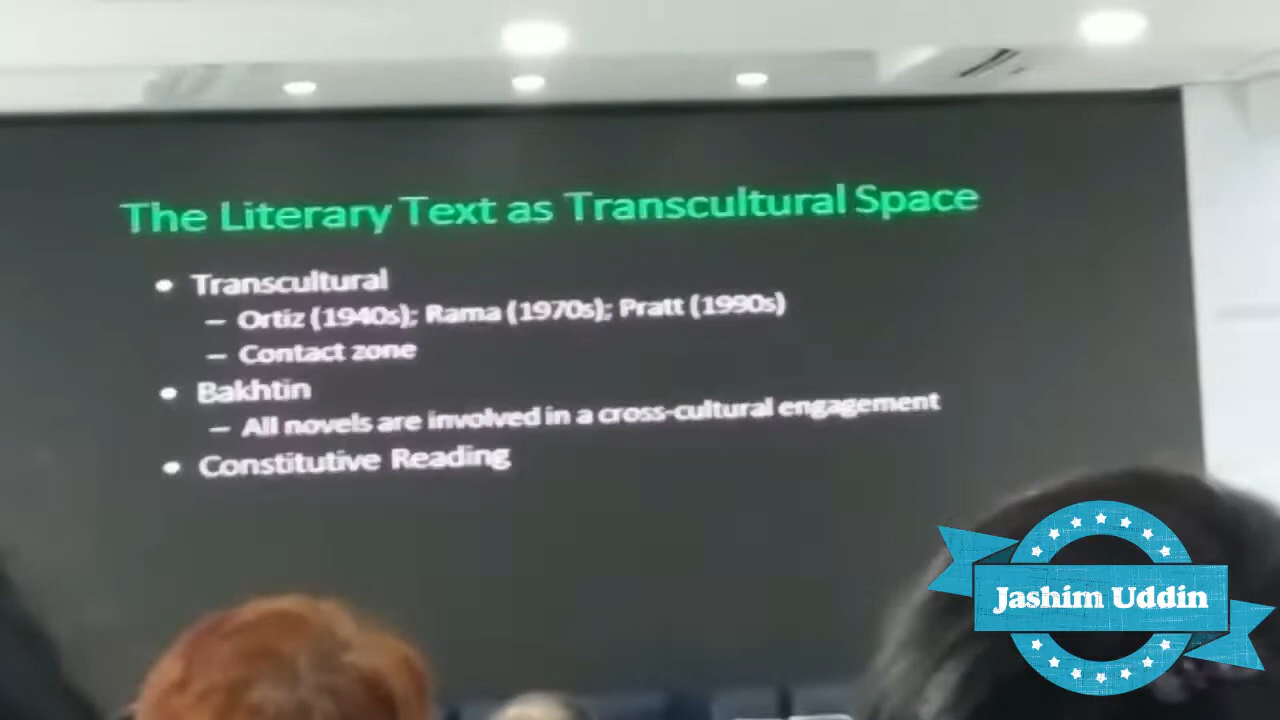 The Literary Text as Transcultural Space
• Transcultural
– Ortiz (1940s); Rama (1970s); Pratt (1990s)
– Contact zone
• Bakhtin
– All novels are involved in a cross-cultural engagement
• Constitutive Reading
Jashim Uddin